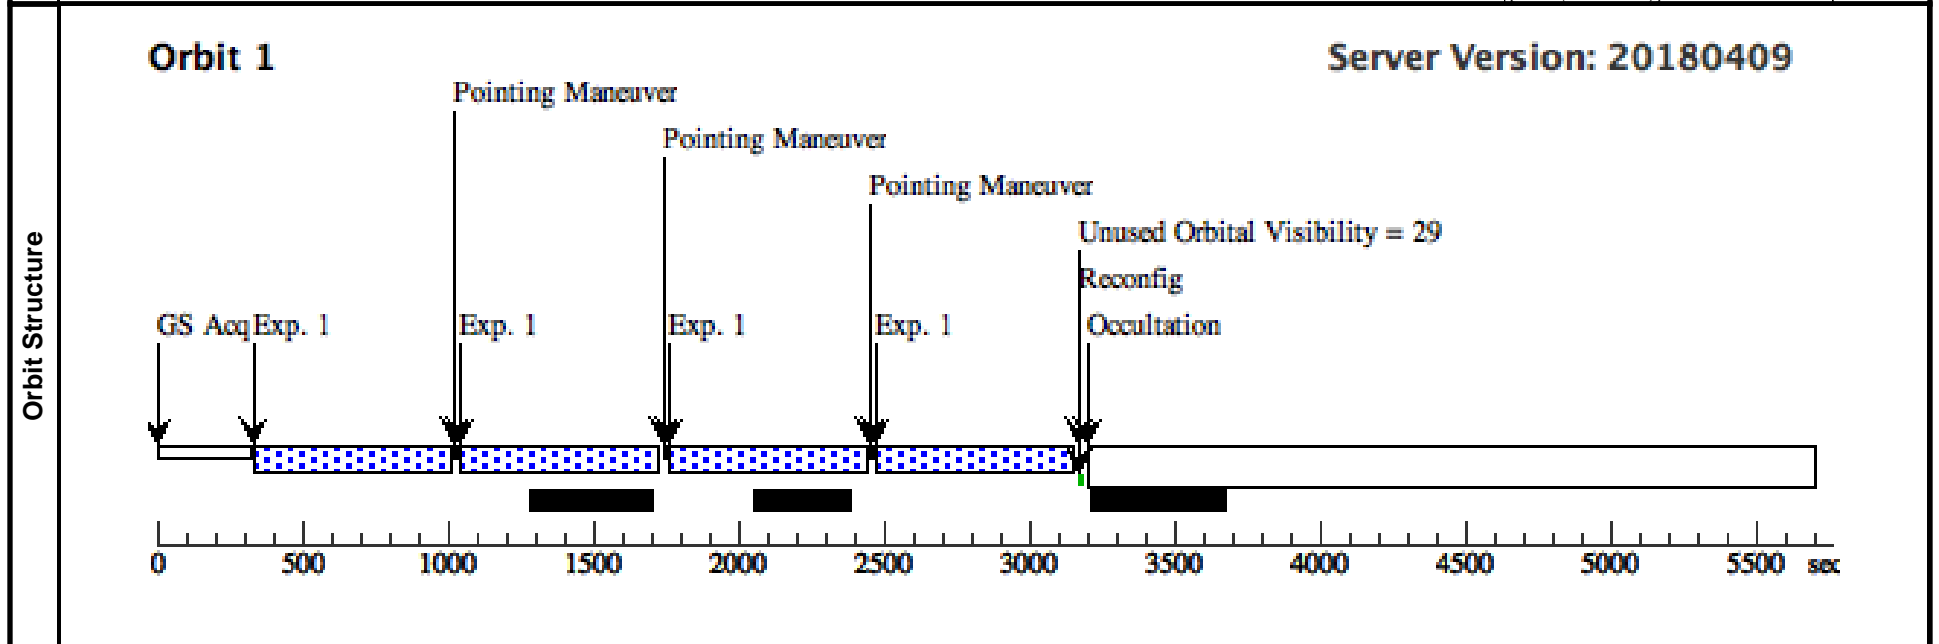 Orbit Structure
Orbit 1
Server Version: 20180409
Pointing Maneuver
Pointing Maneuver
Pointing Maneuver
Unused Orbital Visibility = 29
Reconfig
GS Acq Exp. 1 Exp. 1 Exp. 1 Exp. 1 Occultation
0 500 1000 1500 2000 2500 3000 3500 4000 4500 5000 5500 sec